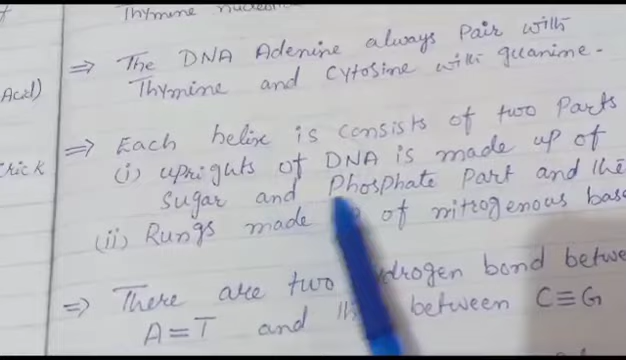 Thymine
⇒ The DNA Adenine always Pair with
Thymine and Cytosine with guanine.
Acid)
⇒ Each helix is consists of two Parts
(i) uprights of DNA is made up of
rick
Sugar and Phosphate Part and the
(ii) Rungs made of nitrogenous bas
⇒ There are two drogen bond betwe
A=T and between C≡G